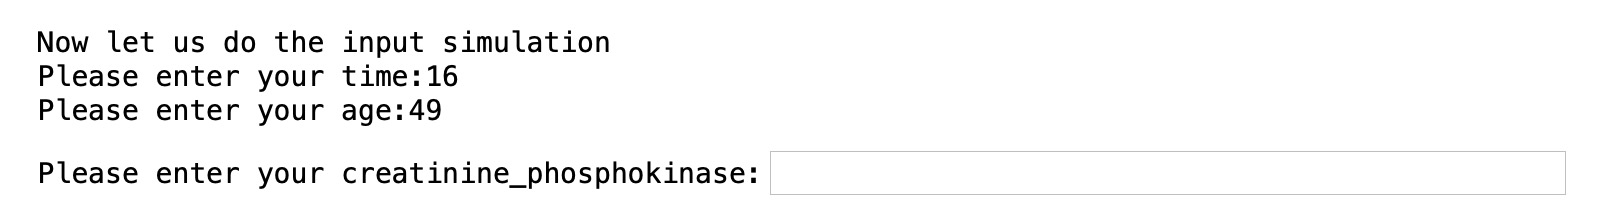 Now let us do the input simulation
Please enter your time:16
Please enter your age:49
Please enter your creatinine_phosphokinase: